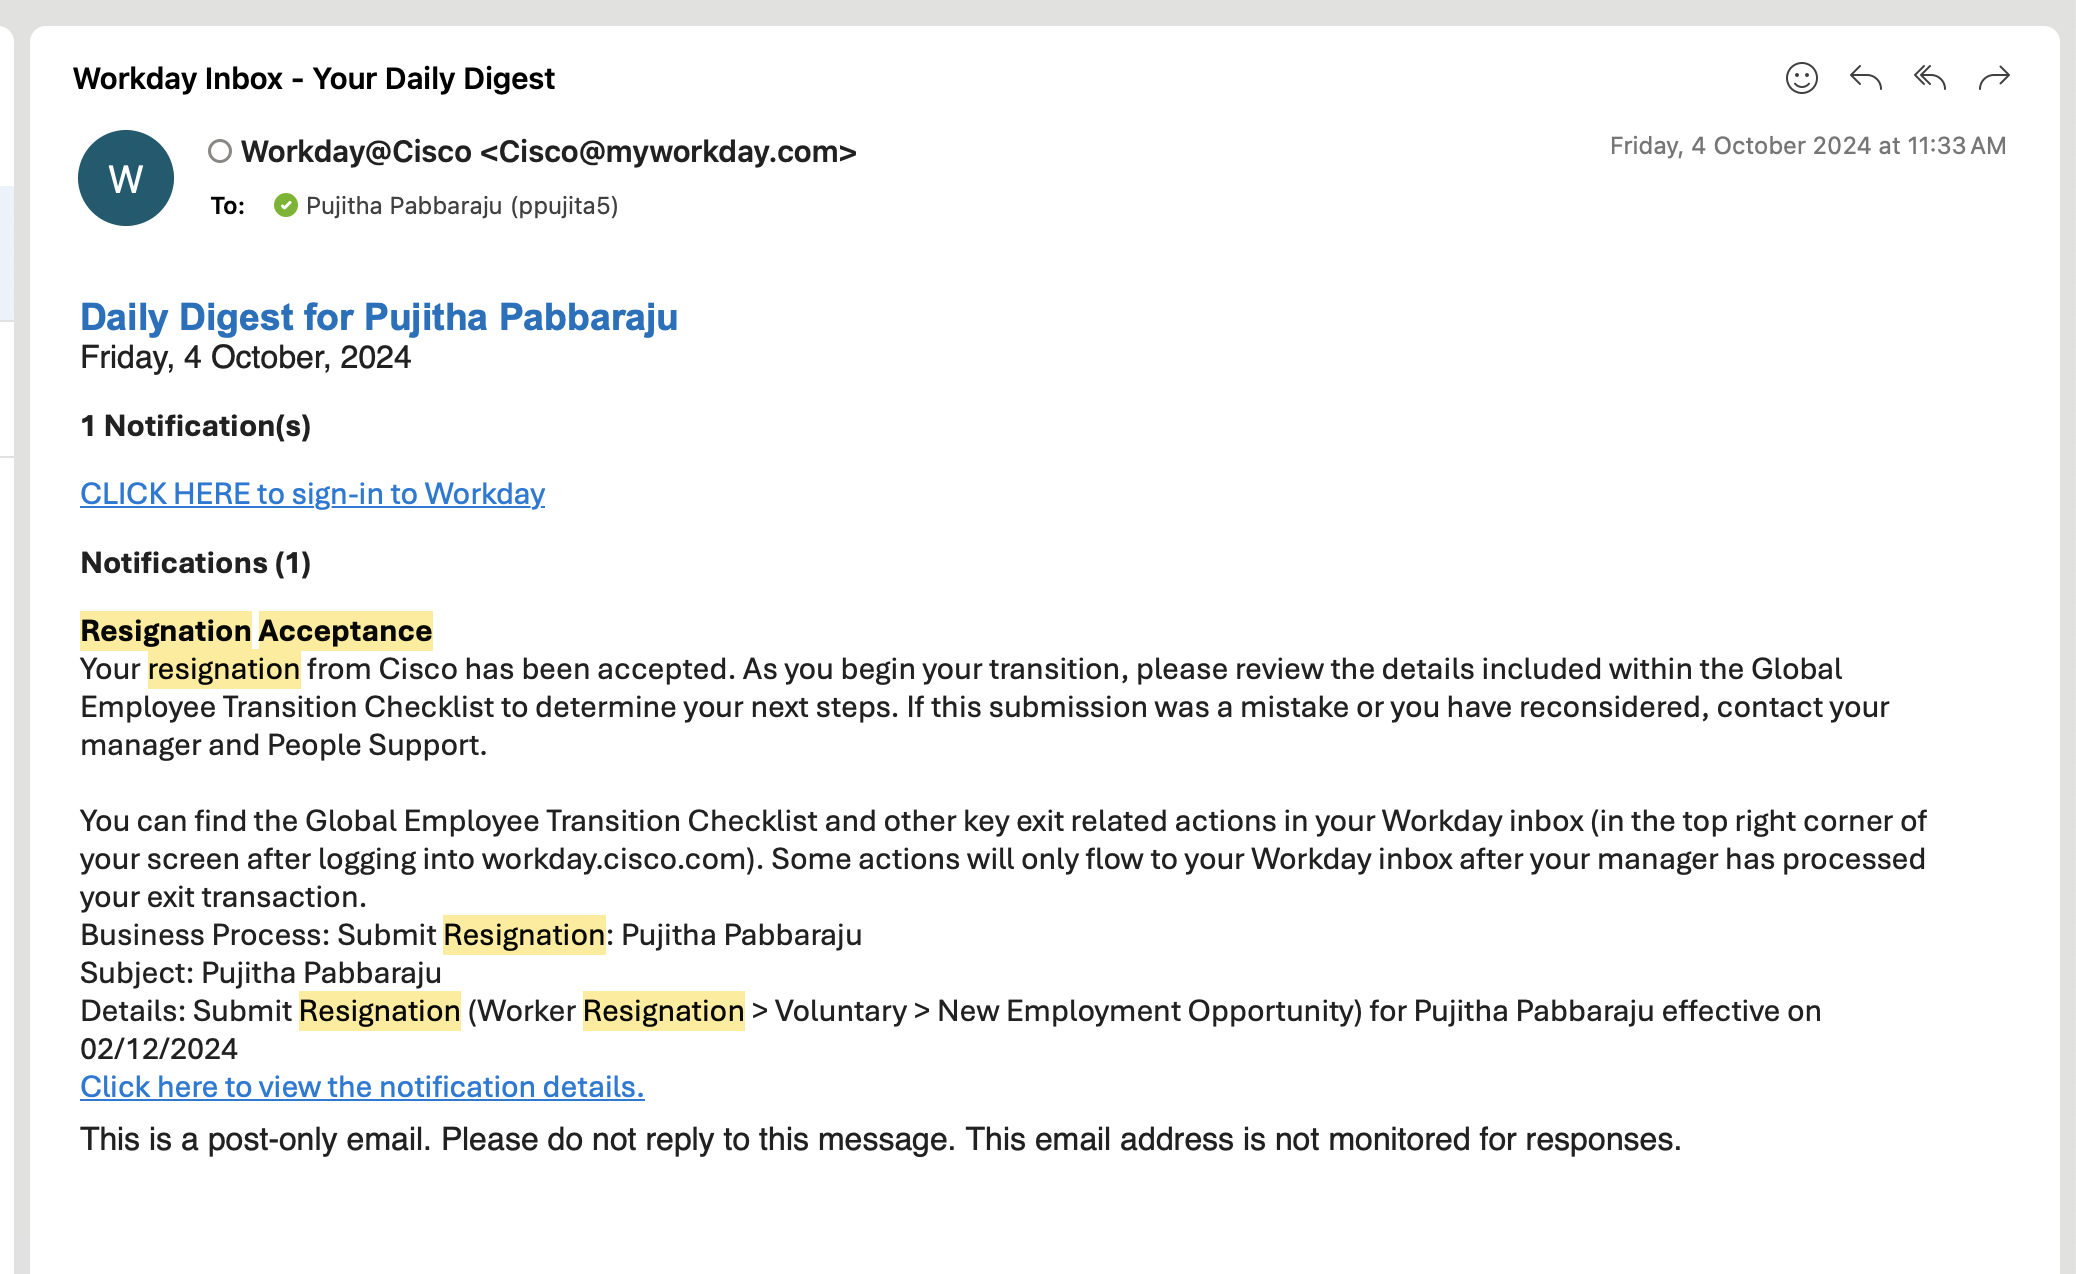 Workday Inbox - Your Daily Digest
W
Workday@Cisco <Cisco@myworkday.com>
Friday, 4 October 2024 at 11:33 AM
To: Pujitha Pabbaraju (ppujita5)
Daily Digest for Pujitha Pabbaraju
Friday, 4 October, 2024
1 Notification(s)
CLICK HERE to sign-in to Workday
Notifications (1)
Resignation Acceptance
Your resignation from Cisco has been accepted. As you begin your transition, please review the details included within the Global
Employee Transition Checklist to determine your next steps. If this submission was a mistake or you have reconsidered, contact your
manager and People Support.
You can find the Global Employee Transition Checklist and other key exit related actions in your Workday inbox (in the top right corner of
your screen after logging into workday.cisco.com). Some actions will only flow to your Workday inbox after your manager has processed
your exit transaction.
Business Process: Submit Resignation: Pujitha Pabbaraju
Subject: Pujitha Pabbaraju
Details: Submit Resignation (Worker Resignation > Voluntary > New Employment Opportunity) for Pujitha Pabbaraju effective on
02/12/2024
Click here to view the notification details.
This is a post-only email. Please do not reply to this message. This email address is not monitored for responses.